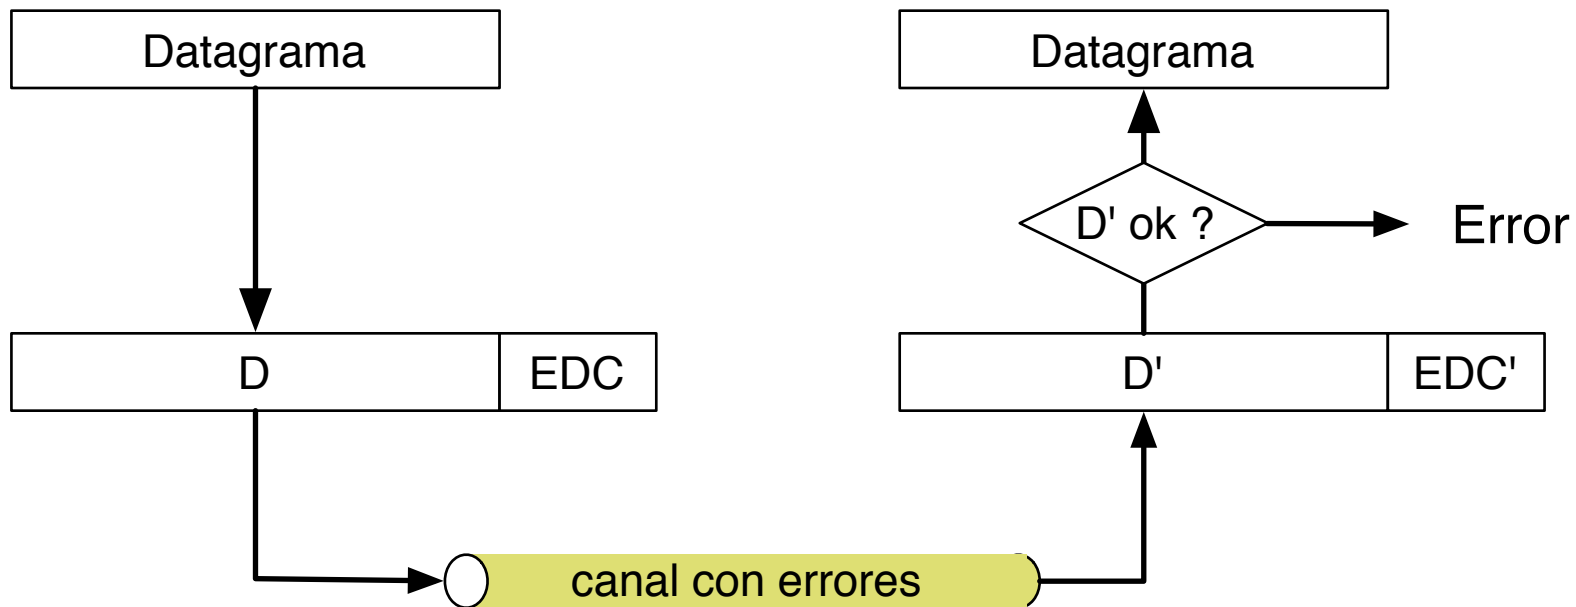 Datagrama
Datagrama
D' ok ?
Error
D
EDC
D'
EDC'
canal con errores